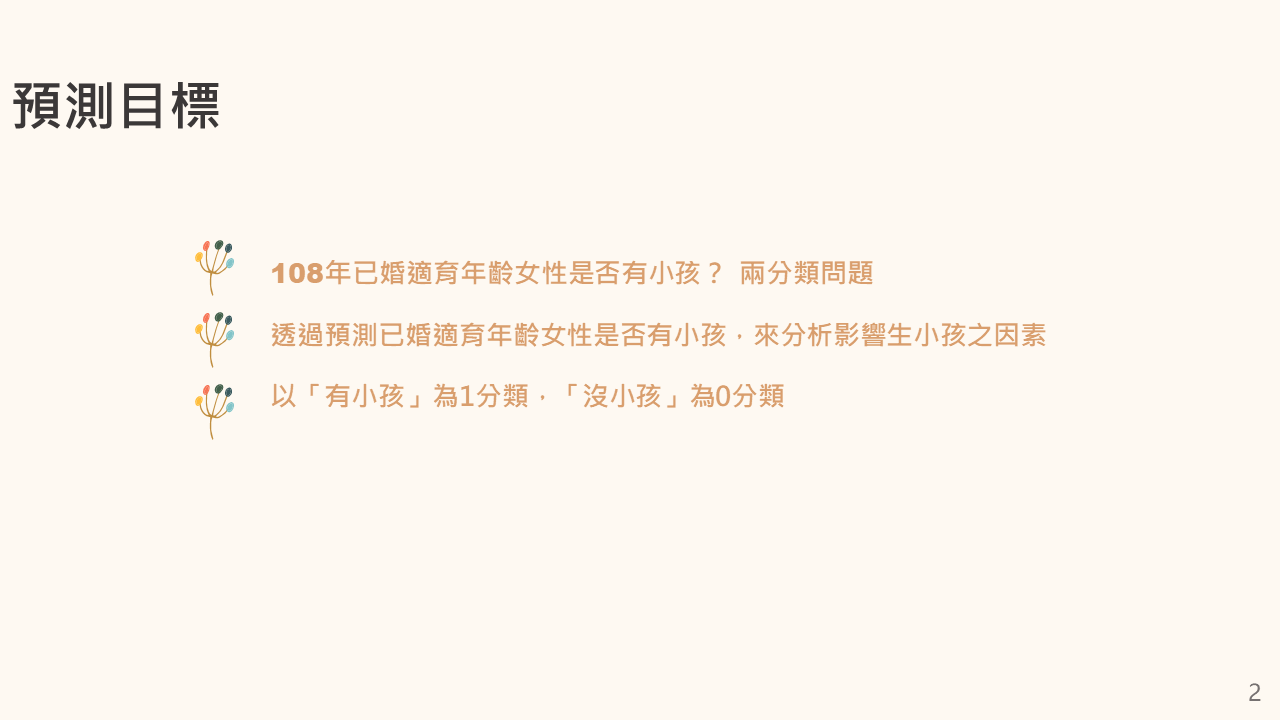 預測目標
108年已婚適育年齡女性是否有小孩？ 兩分類問題
透過預測已婚適育年齡女性是否有小孩，來分析影響生小孩之因素
以「有小孩」為1分類，「沒小孩」為0分類
2